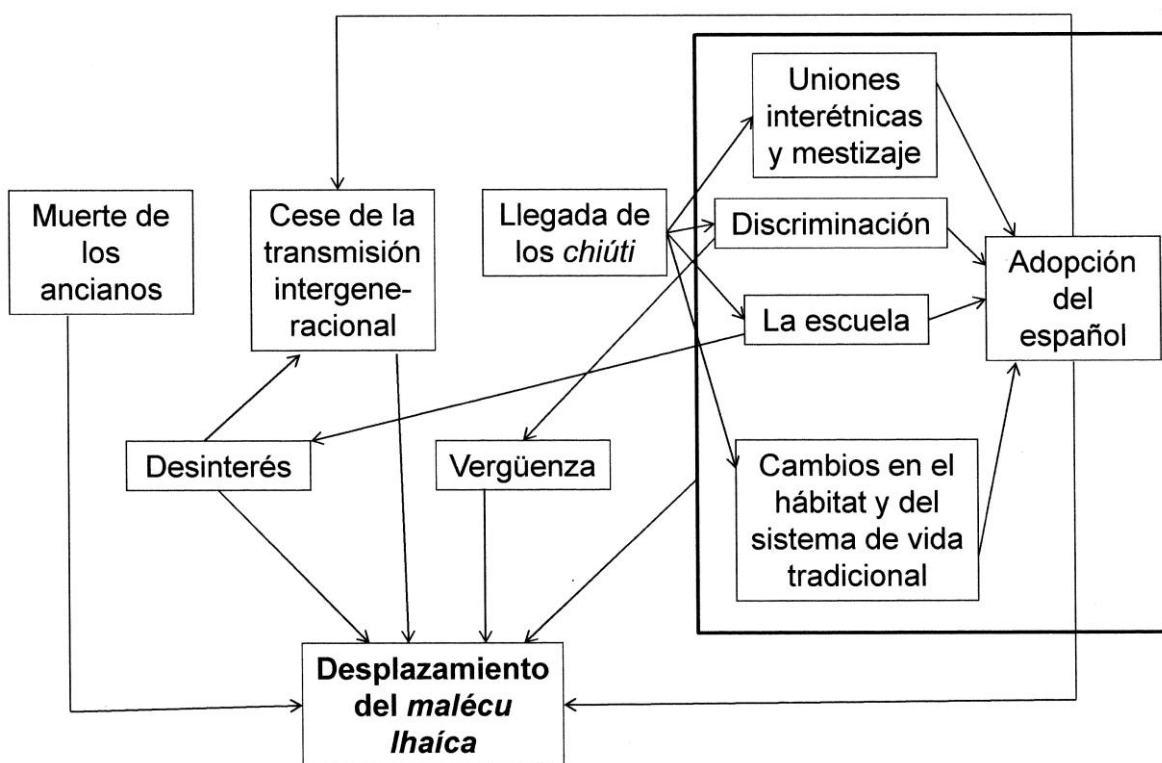 Uniones
interétnicas
y mestizaje
Muerte de
los
ancianos
Cese de la
transmisión
intergene-
racional
Llegada de
los chiúti
Discriminación
La escuela
Adopción
del
español
Desinterés
Vergüenza
Cambios en el
hábitat y del
sistema de vida
tradicional
Desplazamiento
del malécu
lhaíca